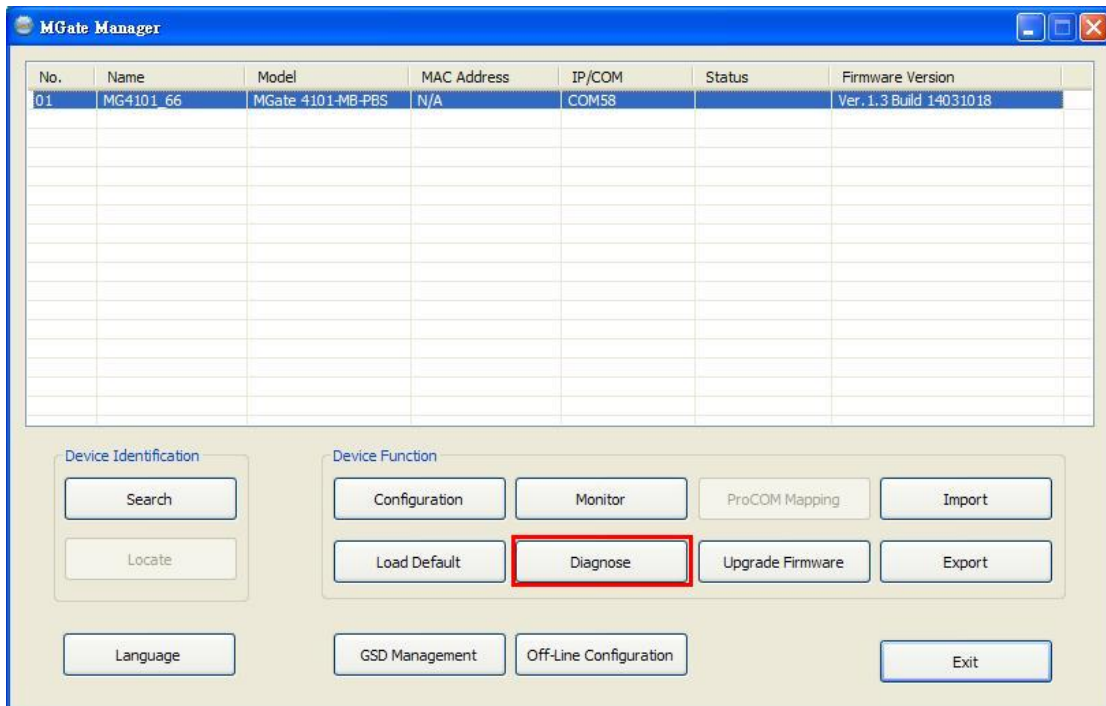 MGate Manager
No. Name Model MAC Address IP/COM Status Firmware Version
01 MG4101_66 MGate 4101-MB-PBS N/A COM58 Ver. 1.3 Build 14031018
Device Identification Device Function
Search Configuration Monitor ProCOM Mapping Import
Locate Load Default Diagnose Upgrade Firmware Export
Language GSD Management Off-Line Configuration Exit